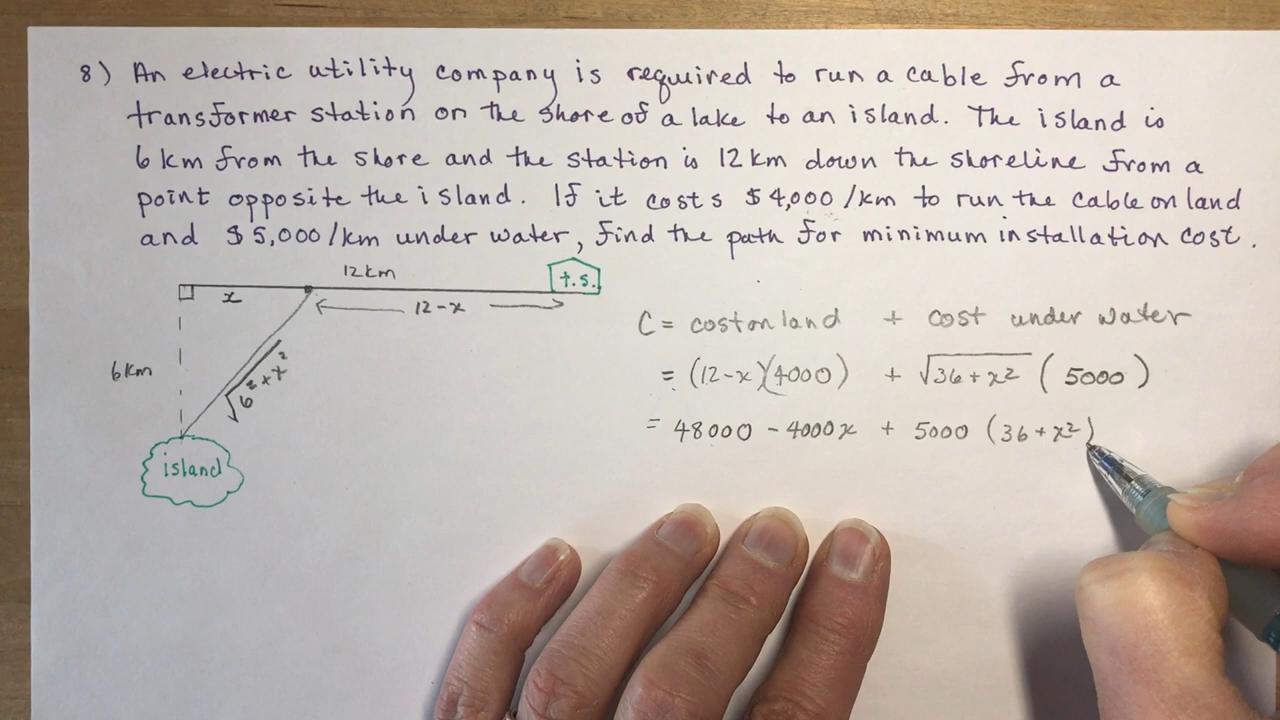 8) An electric utility company is required to run a cable from a
transformer station on the shore of a lake to an island. The island is
6 km from the shore and the station is 12 km down the shoreline from a
point opposite the island. If it costs $4,000/km to run the cable on land
and $5,000/km under water, find the path for minimum installation cost.
12 km
t.s.
x
12-x
6 km
√6²+x²
island
C = cost on land + cost under water
= (12-x)(4000) + √36+x² (5000)
= 48000 - 4000x + 5000 (36+x²)